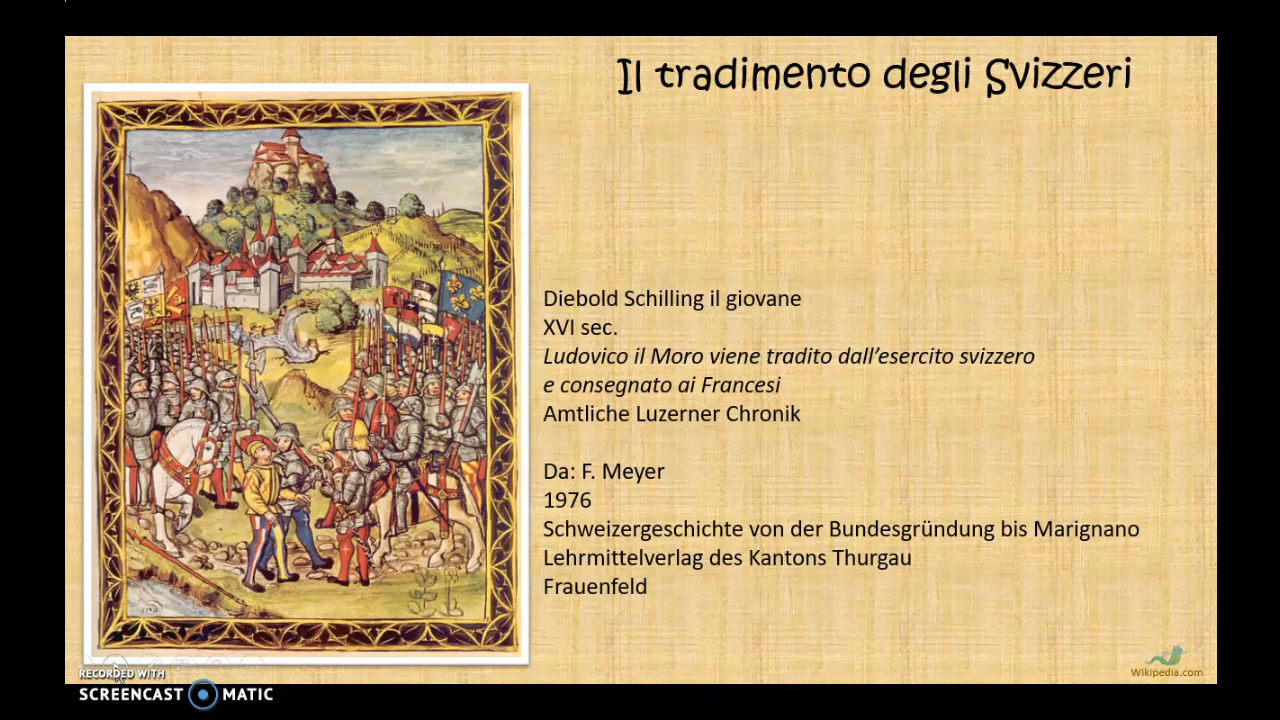 Il tradimento degli Svizzeri
Diebold Schilling il giovane
XVI sec.
Ludovico il Moro viene tradito dall’esercito svizzero
e consegnato ai Francesi
Amtliche Luzerner Chronik
Da: F. Meyer
1976
Schweizergeschichte von der Bundesgründung bis Marignano
Lehrmittelverlag des Kantons Thurgau
Frauenfeld
Wikipedia.com
RECORDED WITH
SCREENCAST MATIC